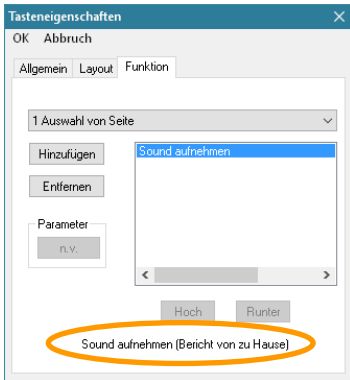 Tasteneigenschaften
OK Abbruch
Allgemein Layout Funktion
1 Auswahl von Seite
Hinzufügen
Sound aufnehmen
Entfernen
Parameter
n.v.
Hoch Runter
Sound aufnehmen (Bericht von zu Hause)